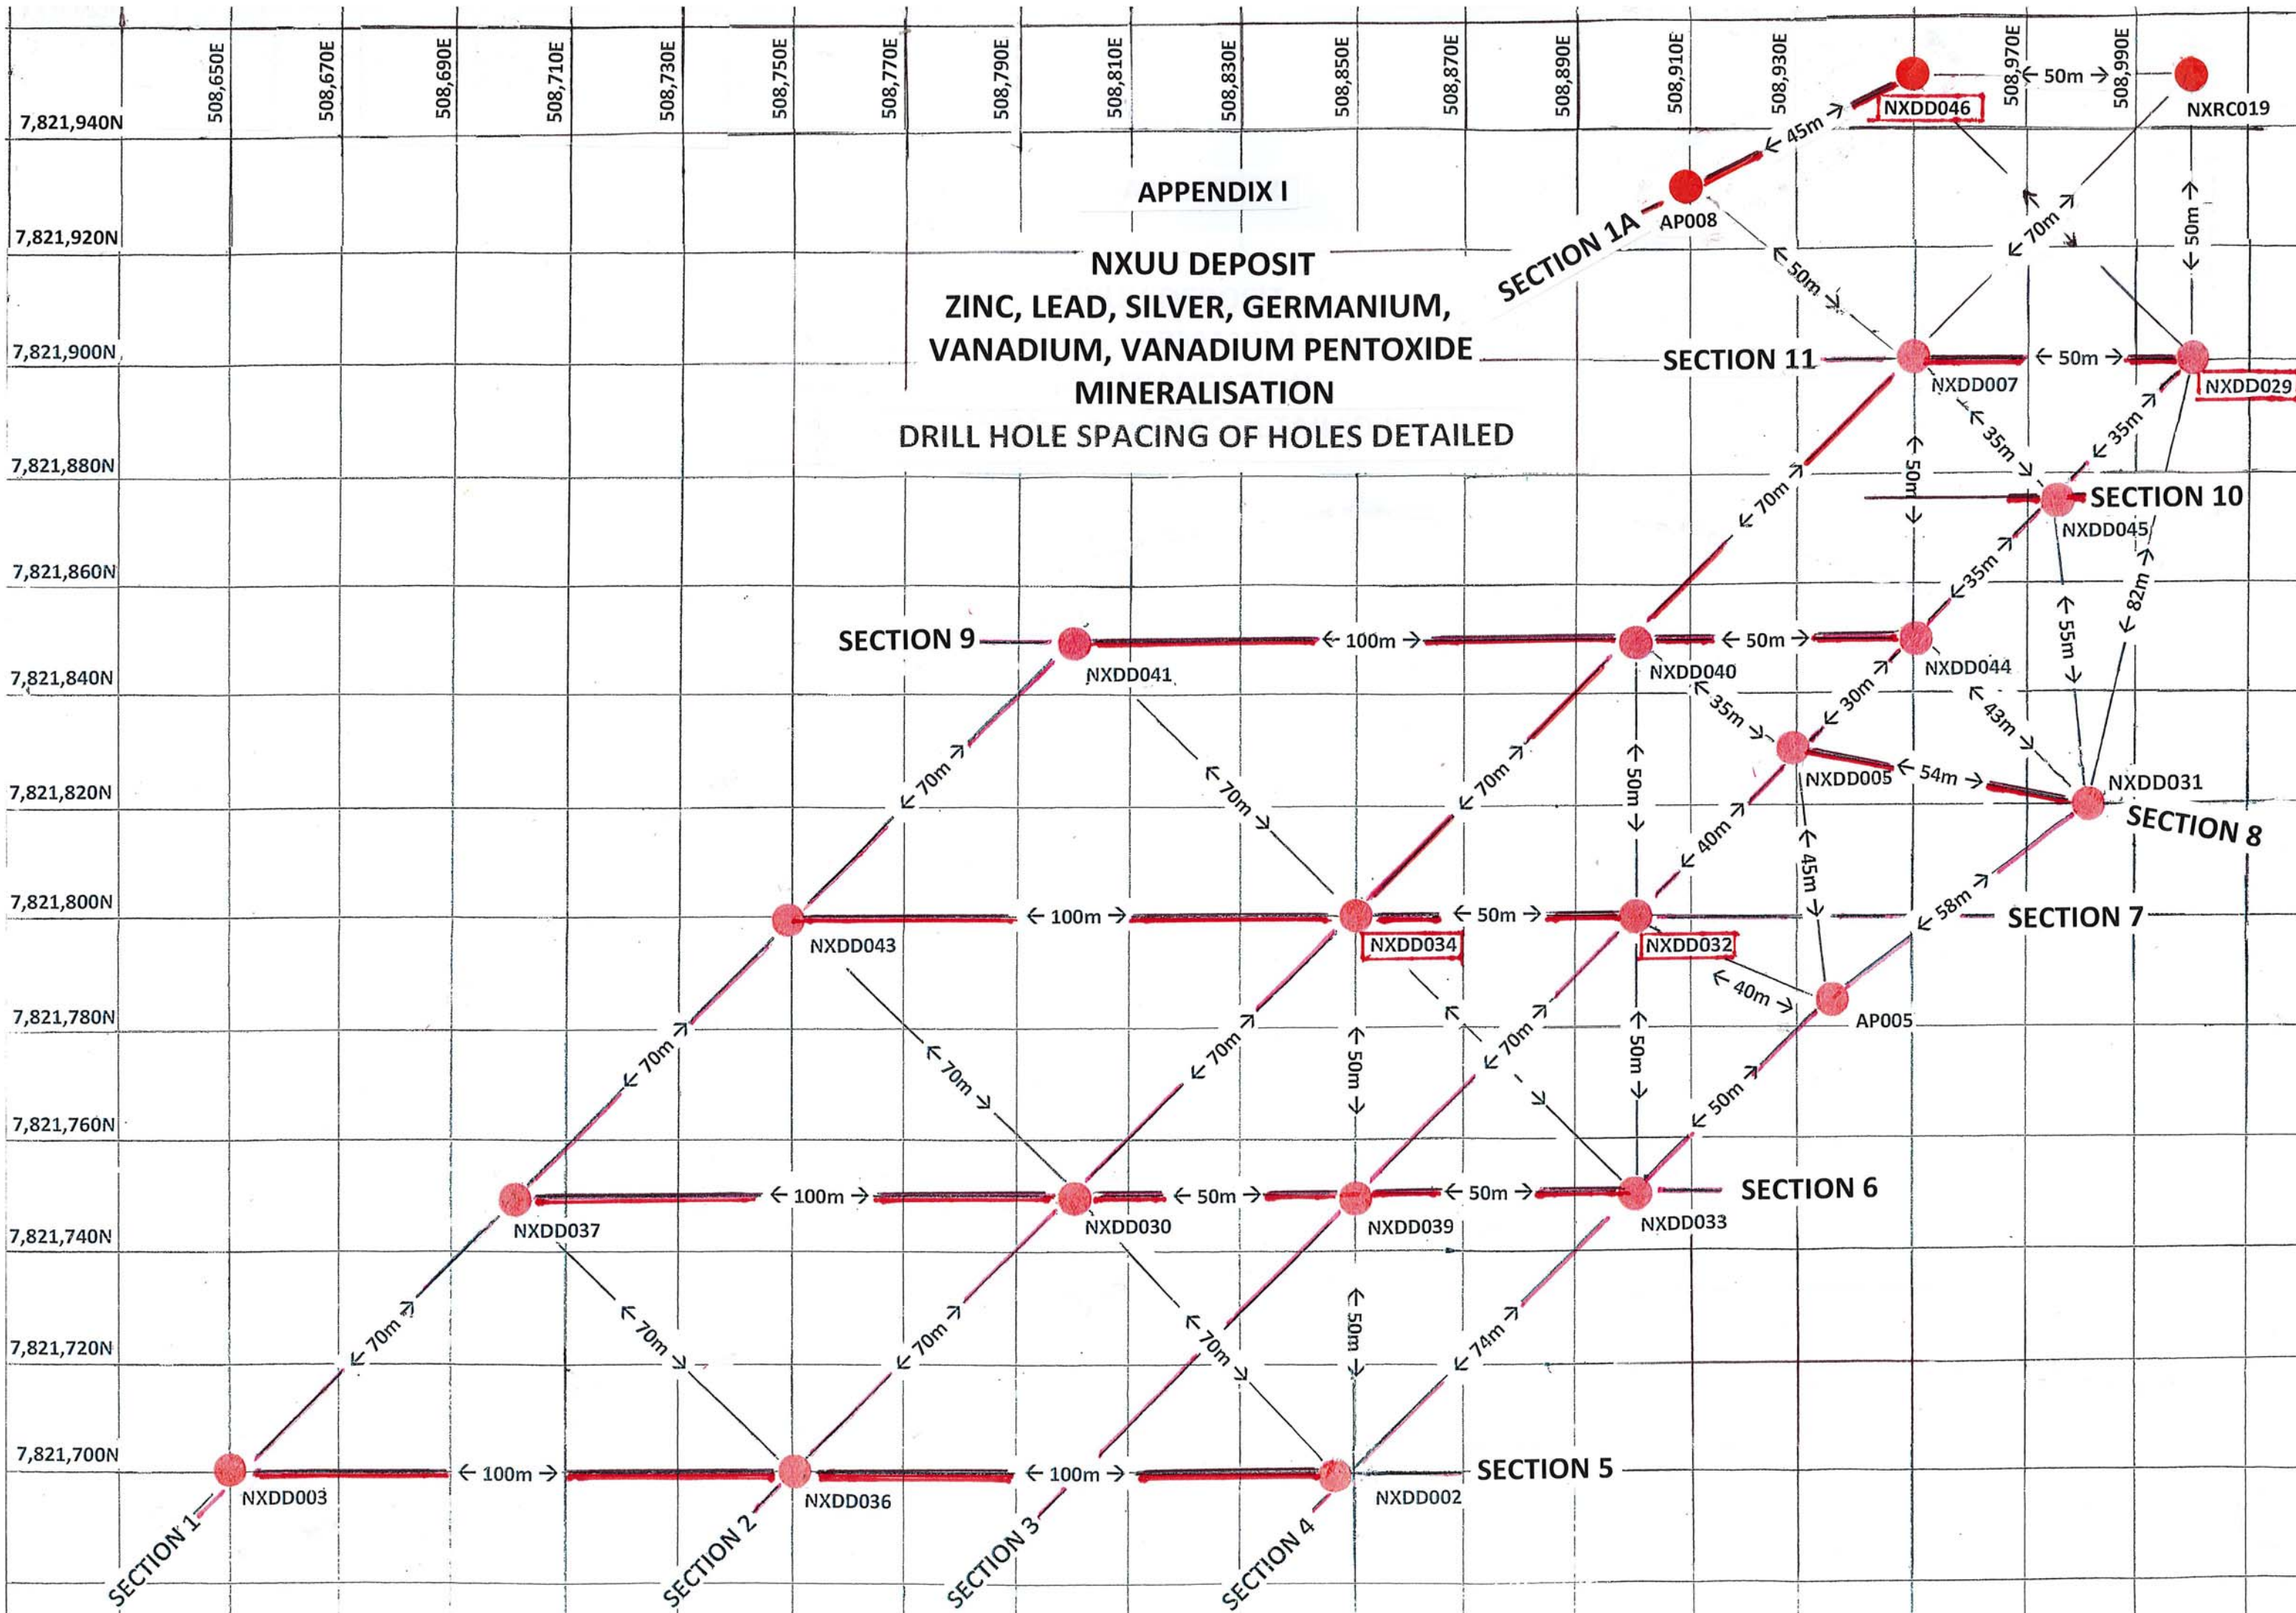 508,650E
508,670E
508,690E
508,710E
508,730E
508,750E
508,770E
508,790E
508,810E
508,830E
508,850E
508,870E
508,890E
508,910E
508,930E
508,970E
508,990E
← 50m →
NXDD046
NXRC019
7,821,940N
← 45m →
APPENDIX I
AP008
SECTION 1A
7,821,920N
← 70m →
← 50m →
NXUU DEPOSIT
← 50m →
ZINC, LEAD, SILVER, GERMANIUM,
VANADIUM, VANADIUM PENTOXIDE
7,821,900N
SECTION 11
← 50m →
NXDD007
NXDD029
MINERALISATION
DRILL HOLE SPACING OF HOLES DETAILED
← 35m →
← 35m →
7,821,880N
← 50m →
← 70m →
SECTION 10
NXDD045
7,821,860N
← 35m →
← 82m →
← 55m →
SECTION 9
← 100m →
← 50m →
NXDD041
NXDD040
NXDD044
7,821,840N
← 35m →
← 30m →
← 43m →
← 70m →
← 70m →
← 70m →
← 50m →
NXDD005
← 54m →
NXDD031
7,821,820N
SECTION 8
← 40m →
← 45m →
7,821,800N
← 100m →
← 50m →
← 58m →
SECTION 7
NXDD043
NXDD034
NXDD032
← 40m →
7,821,780N
AP005
← 70m →
← 70m →
← 70m →
← 50m →
← 70m →
← 50m →
← 50m →
7,821,760N
← 100m →
← 50m →
← 50m →
SECTION 6
NXDD037
NXDD030
NXDD039
NXDD033
7,821,740N
← 70m →
← 70m →
← 70m →
← 70m →
← 50m →
← 74m →
7,821,720N
7,821,700N
← 100m →
← 100m →
SECTION 5
NXDD003
NXDD036
NXDD002
SECTION 1
SECTION 2
SECTION 3
SECTION 4